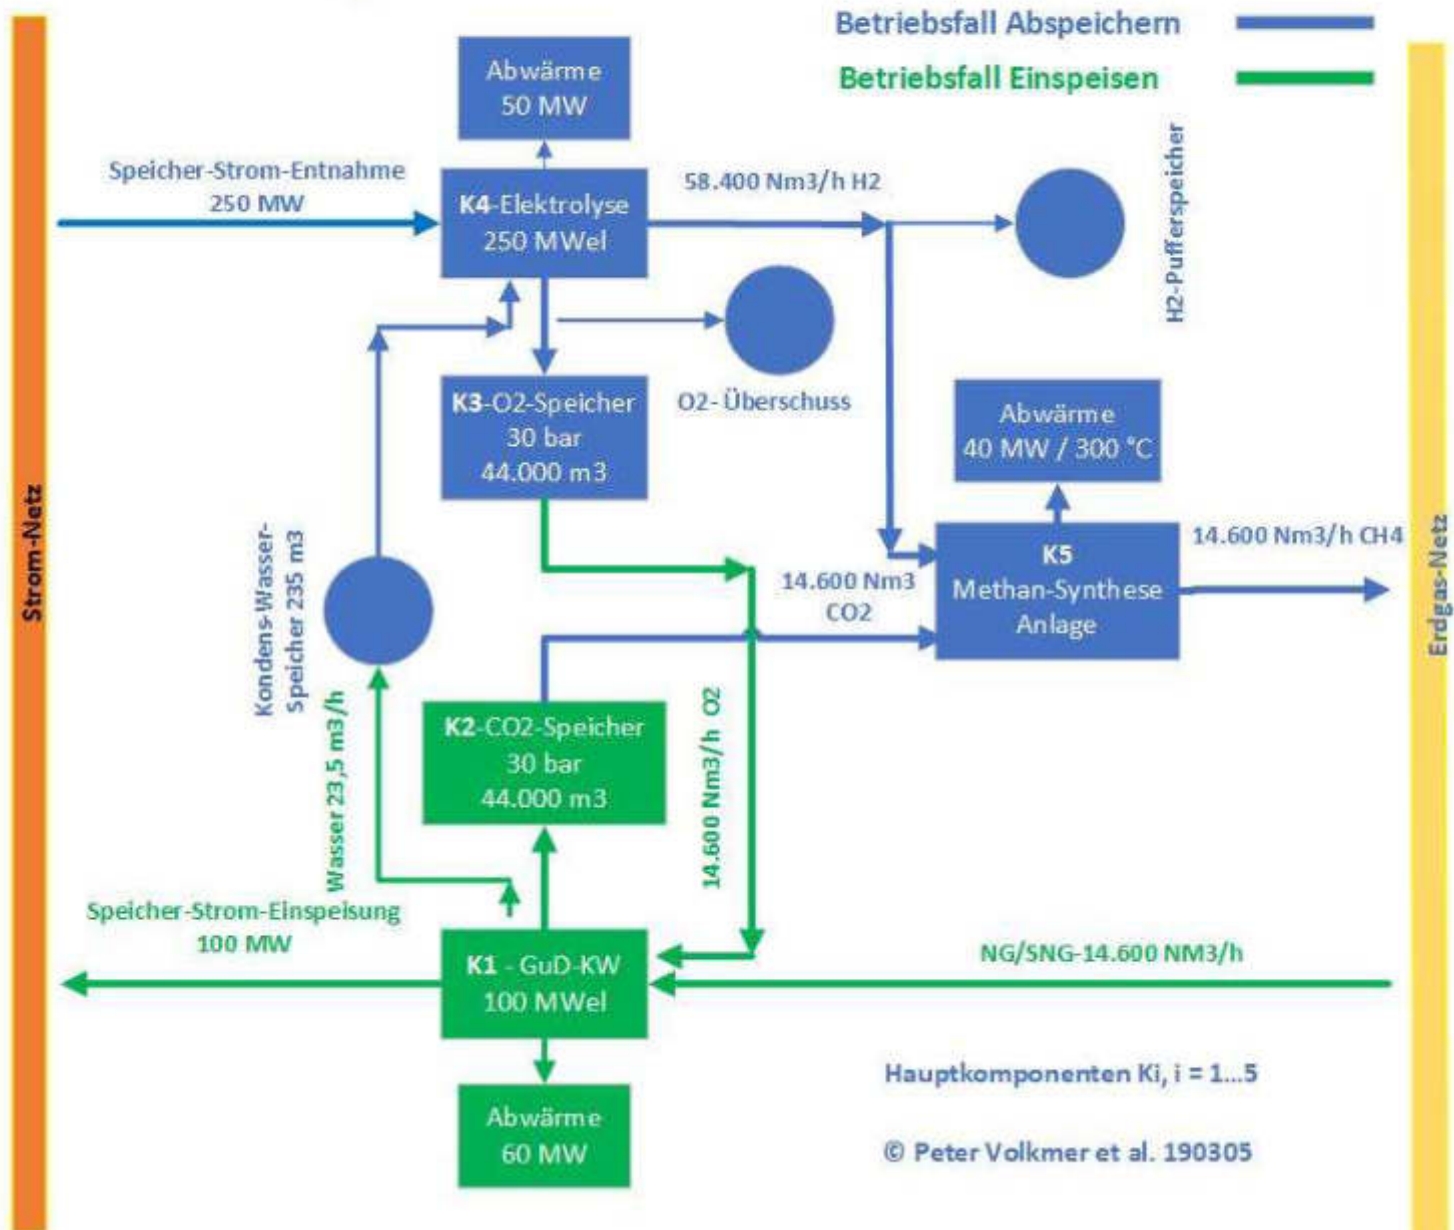 Betriebsfall Abspeichern
Betriebsfall Einspeisen
Abwärme
50 MW
Speicher-Strom-Entnahme
250 MW
K4-Elektrolyse
250 MWel
58.400 Nm3/h H2
H2-Pufferspeicher
K3-O2-Speicher
30 bar
44.000 m3
O2- Überschuss
Abwärme
40 MW / 300 °C
Strom-Netz
Kondens-Wasser-
Speicher 235 m3
14.600 Nm3
CO2
K5
Methan-Synthese
Anlage
14.600 Nm3/h CH4
Erdgas-Netz
Wasser 23,5 m3/h
K2-CO2-Speicher
30 bar
44.000 m3
14.600 Nm3/h O2
Speicher-Strom-Einspeisung
100 MW
K1 - GuD-KW
100 MWel
NG/SNG-14.600 NM3/h
Abwärme
60 MW
Hauptkomponenten Ki, i = 1...5
© Peter Volkmer et al. 190305